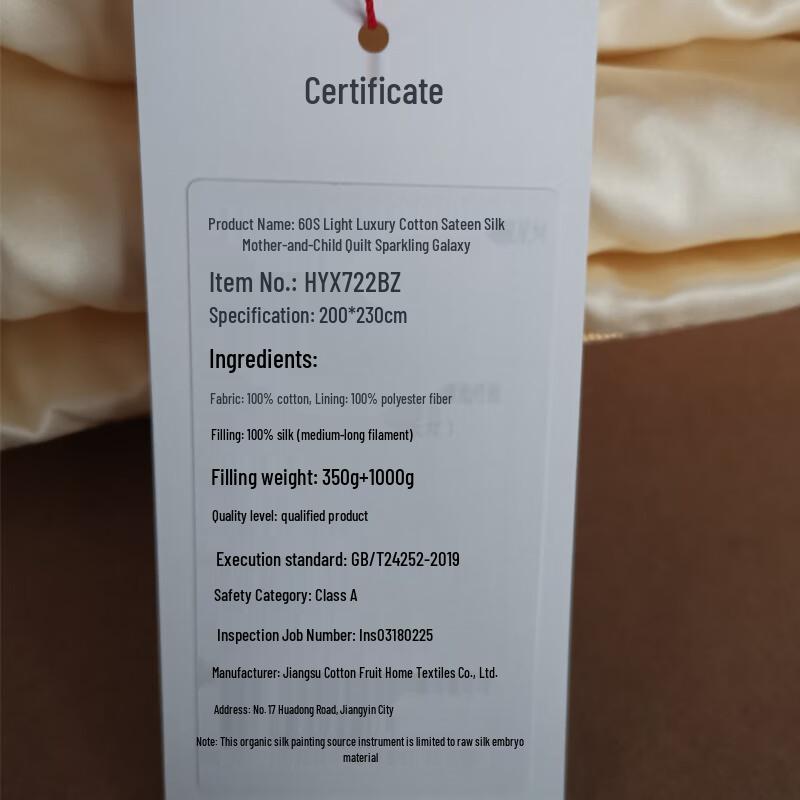 Certificate
Product Name: 60S Light Luxury Cotton Sateen Silk
Mother-and-Child Quilt Sparkling Galaxy
Item No.: HYX722BZ
Specification: 200*230cm
Ingredients:
Fabric: 100% cotton, Lining: 100% polyester fiber
Filling: 100% silk (medium-long filament)
Filling weight: 350g+1000g
Quality level: qualified product
Execution standard: GB/T24252-2019
Safety Category: Class A
Inspection Job Number: Ins03180225
Manufacturer: Jiangsu Cotton Fruit Home Textiles Co., Ltd.
Address: No. 17 Huadong Road, Jiangyin City
Note: This organic silk painting source instrument is limited to raw silk embryo
material